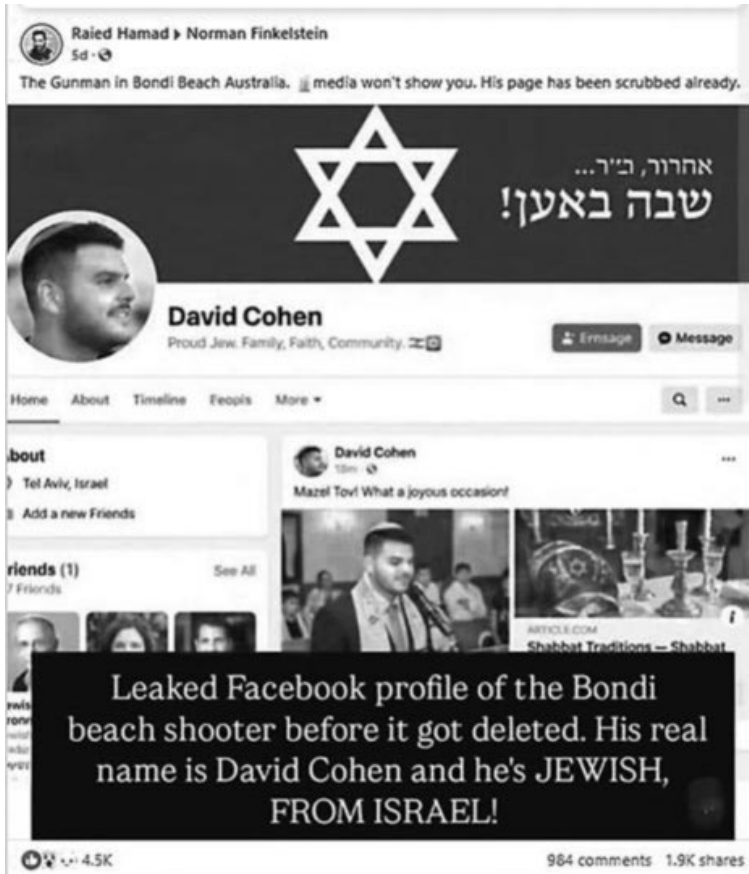 Raied Hamad ▸ Norman Finkelstein
5d
The Gunman in Bondi Beach Australia. media won't show you. His page has been scrubbed already.
אחרור, ב״ר...
שבה באען!
David Cohen
Proud Jew. Family, Faith, Community.
Ernsage
Message
Home About Timeline Feopls More
bout
Tel Aviv, Israel
Add a new Friends
riends (1)
See All
7 Friends
David Cohen
18m
Mazel Tov! What a joyous occasion!
ARTICLE.COM
Shabbat Traditions — Shabbat
Leaked Facebook profile of the Bondi
beach shooter before it got deleted. His real
name is David Cohen and he's JEWISH,
FROM ISRAEL!
4.5K
984 comments 1.9K shares